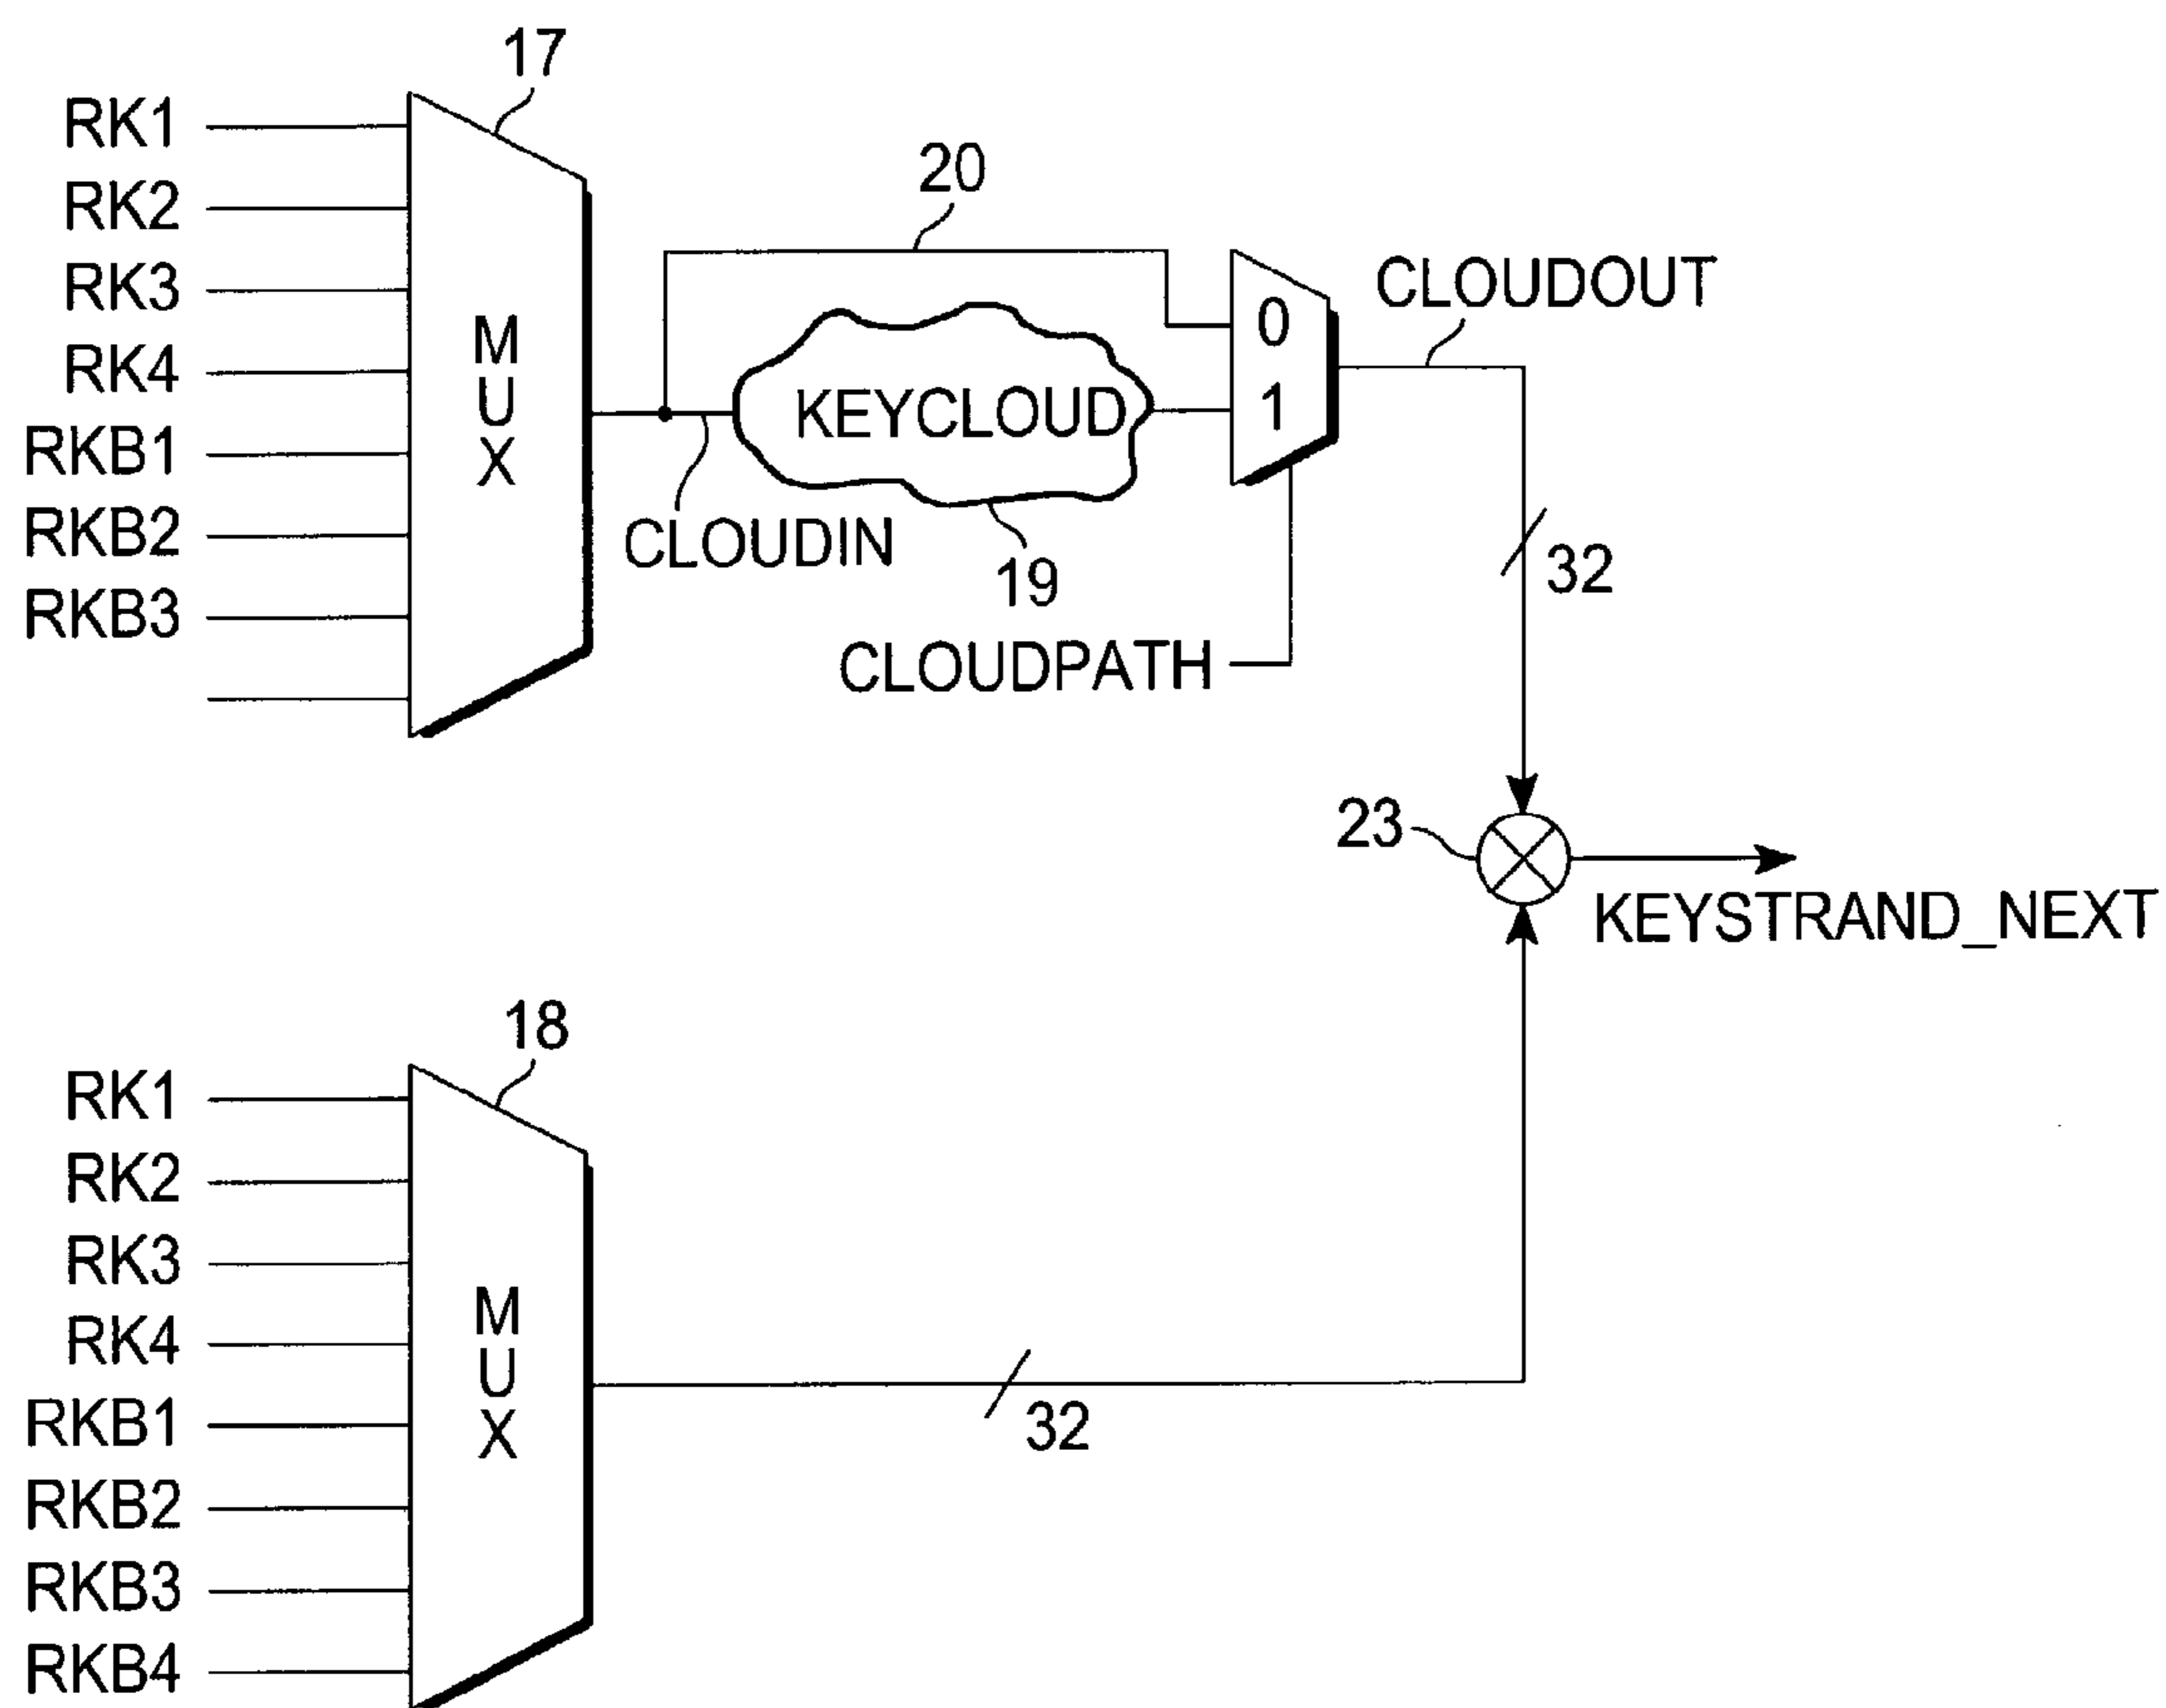 17
RK1
RK2
RK3
RK4
RKB1
RKB2
RKB3
MUX
20
CLOUDOUT
0
1
KEYCLOUD
CLOUDIN
19
CLOUDPATH
32
23
KEYSTRAND_NEXT
18
RK1
RK2
RK3
RK4
RKB1
RKB2
RKB3
RKB4
MUX
32